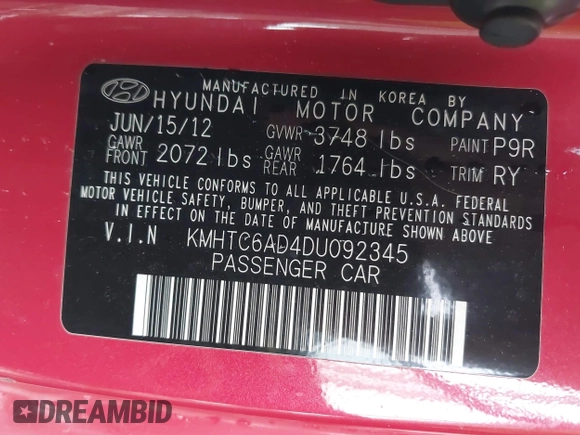 MANUFACTURED IN KOREA BY
HYUNDAI MOTOR COMPANY
JUN/15/12 GVWR 3748 lbs PAINT P9R
GAWR FRONT 2072 lbs GAWR REAR 1764 lbs TRIM RY
THIS VEHICLE CONFORMS TO ALL APPLICABLE U.S.A. FEDERAL
MOTOR VEHICLE SAFETY, BUMPER, AND THEFT PREVENTION STANDARDS
IN EFFECT ON THE DATE OF MANUFACTURE SHOWN ABOVE.
V.I.N KMHTC6AD4DU092345
PASSENGER CAR
DREAMBID